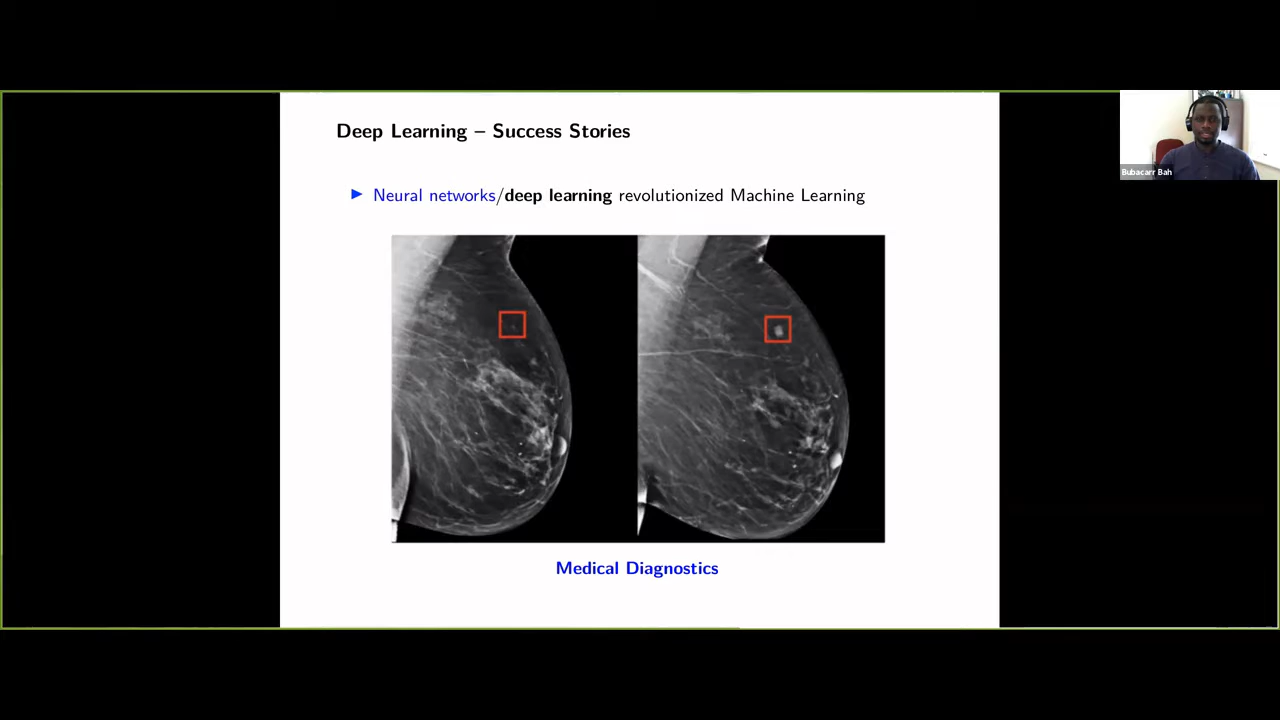 Deep Learning – Success Stories
Neural networks/deep learning revolutionized Machine Learning
Medical Diagnostics
Bubacarr Bah